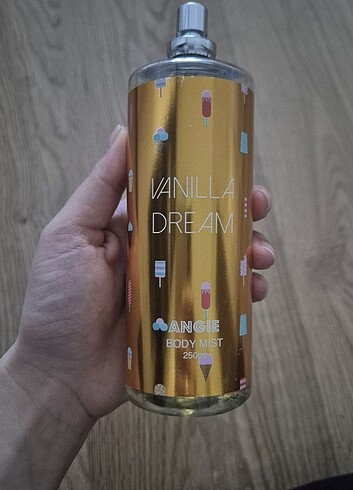 VANILLA
DREAM
ANGIE
BODY MIST
250ml